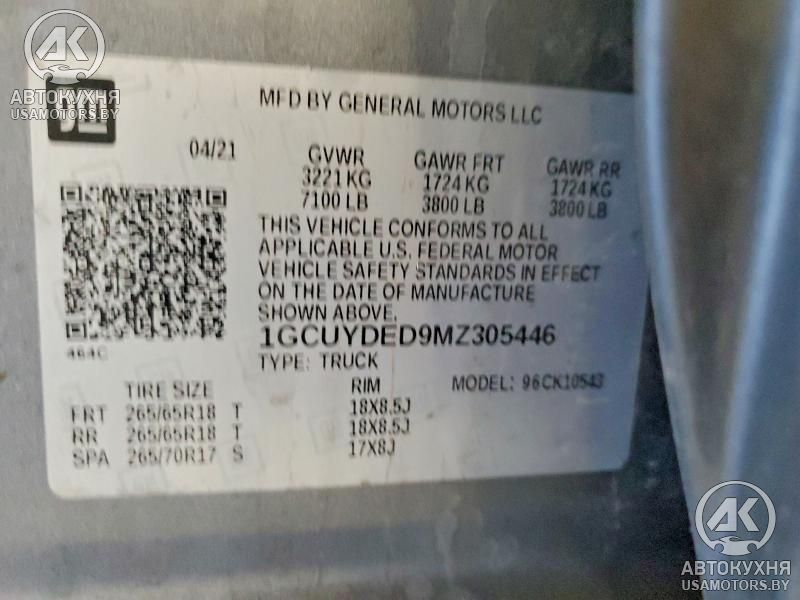 АК
АВТОКУХНЯ
USAMOTORS.BY
GM
MFD BY GENERAL MOTORS LLC
04/21 GVWR GAWR FRT GAWR RR
3221 KG 1724 KG 1724 KG
7100 LB 3800 LB 3800 LB
THIS VEHICLE CONFORMS TO ALL
APPLICABLE U.S. FEDERAL MOTOR
VEHICLE SAFETY STANDARDS IN EFFECT
ON THE DATE OF MANUFACTURE
SHOWN ABOVE.
464C
1GCUYDED9MZ305446
TYPE: TRUCK
TIRE SIZE RIM MODEL: 96CK10543
FRT 265/65R18 T 18X8.5J
RR 265/65R18 T 18X8.5J
SPA 265/70R17 S 17X8J
АК
АВТОКУХНЯ
USAMOTORS.BY